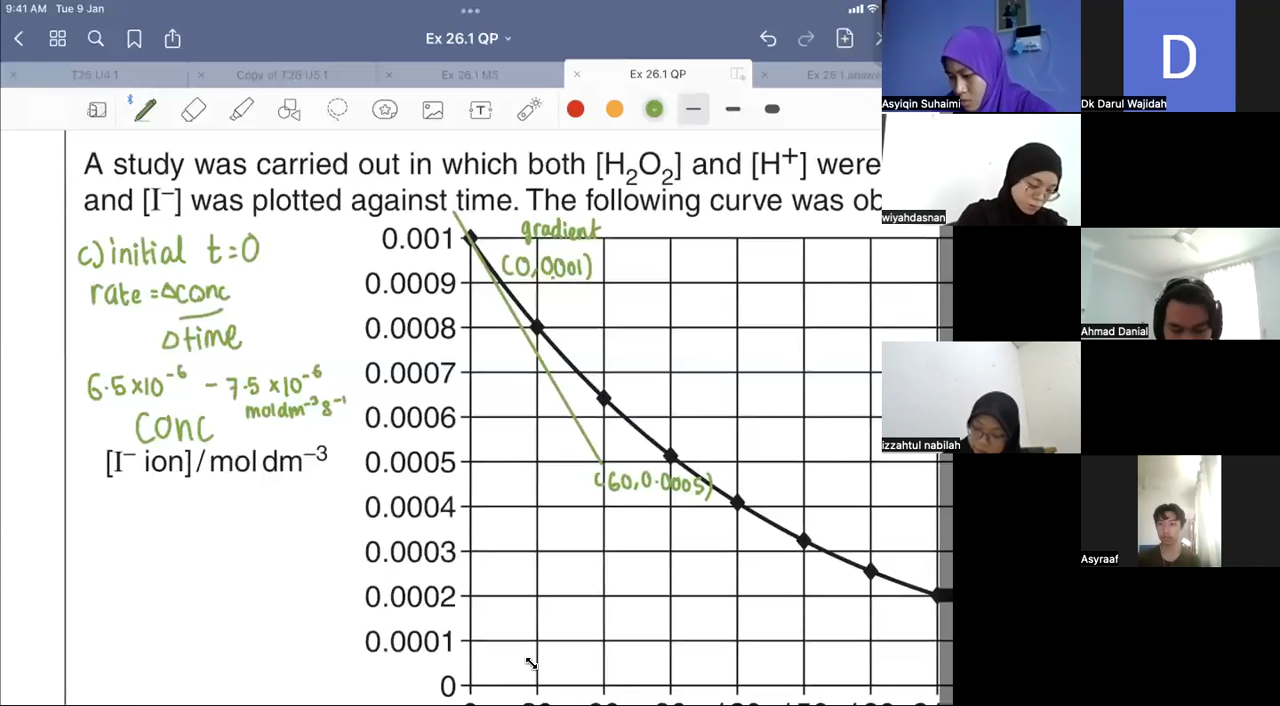 9:41 AM Tue 9 Jan
Ex 26.1 QP
T26 U4.1
Copy of T26 U5.1
Ex 26.1 MS
Ex 26.1 QP
Ex 26.1 answe
A study was carried out in which both [H₂O₂] and [H⁺] were
and [I⁻] was plotted against time. The following curve was ob
c) initial t=0
rate = Δconc
Δtime
6.5×10⁻⁶ - 7.5×10⁻⁶
moldm⁻³s⁻¹
Conc
[I⁻ ion]/mol dm⁻³
gradient
(0,0.001)
(60,0.0005)
0.001
0.0009
0.0008
0.0007
0.0006
0.0005
0.0004
0.0003
0.0002
0.0001
0
Asyiqin Suhaimi
D
Dk Darul Wajidah
wiyahdasnan
Ahmad Danial
izzahtul nabilah
Asyraaf